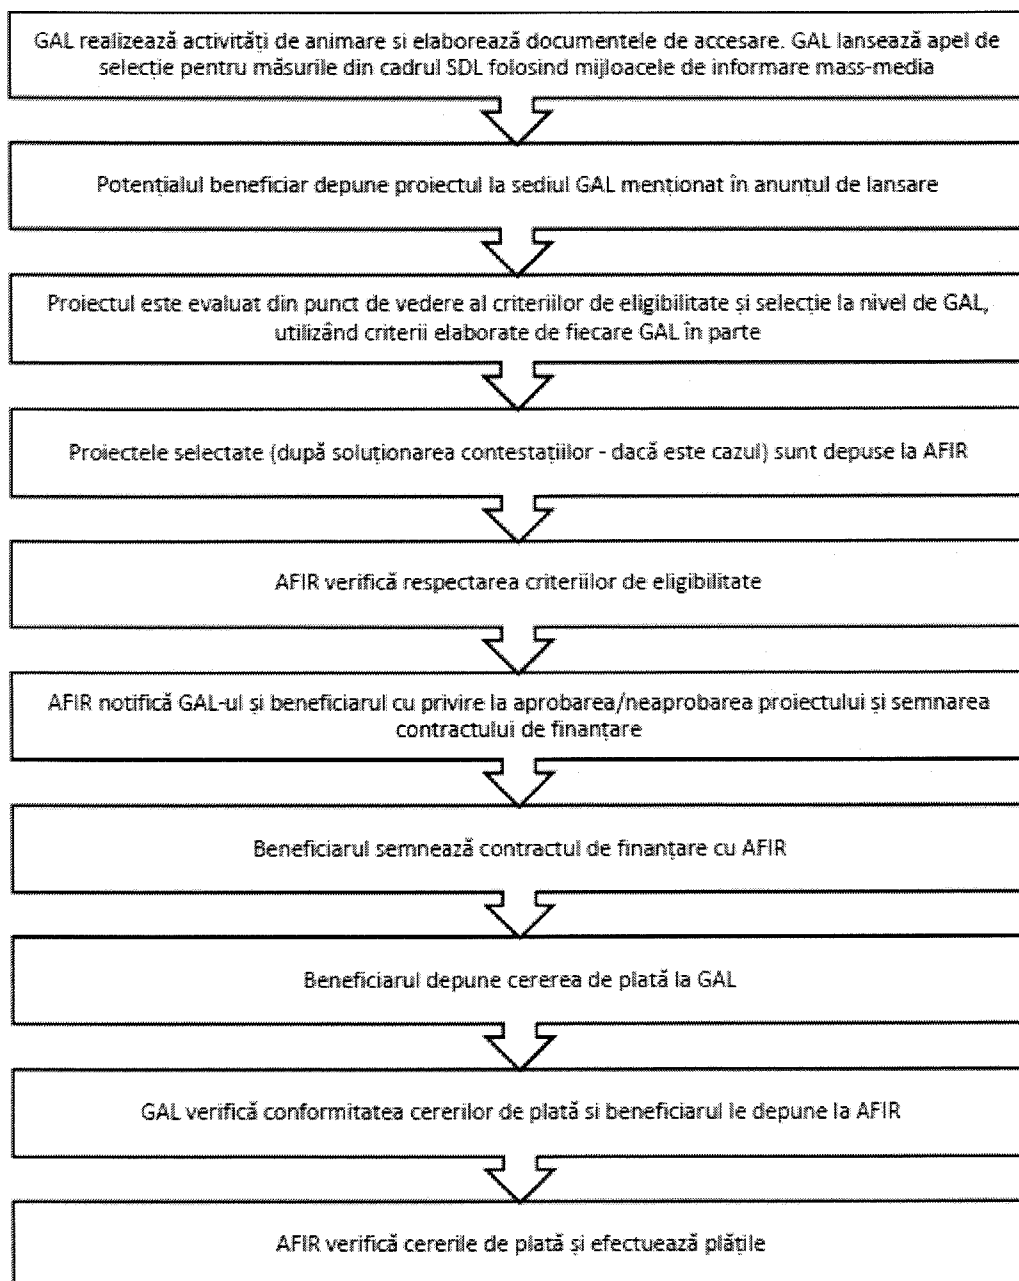 GAL realizează activități de animare si elaborează documentele de accesare. GAL lansează apel de
selecție pentru măsurile din cadrul SDL folosind mijloacele de informare mass-media
Potențialul beneficiar depune proiectul la sediul GAL menționat în anunțul de lansare
Proiectul este evaluat din punct de vedere al criteriilor de eligibilitate și selecție la nivel de GAL,
utilizând criterii elaborate de fiecare GAL în parte
Proiectele selectate (după soluționarea contestațiilor - dacă este cazul) sunt depuse la AFIR
AFIR verifică respectarea criteriilor de eligibilitate
AFIR notifică GAL-ul și beneficiarul cu privire la aprobarea/neaprobarea proiectului și semnarea
contractului de finanțare
Beneficiarul semnează contractul de finanțare cu AFIR
Beneficiarul depune cererea de plată la GAL
GAL verifică conformitatea cererilor de plată si beneficiarul le depune la AFIR
AFIR verifică cererile de plată și efectuează plățile